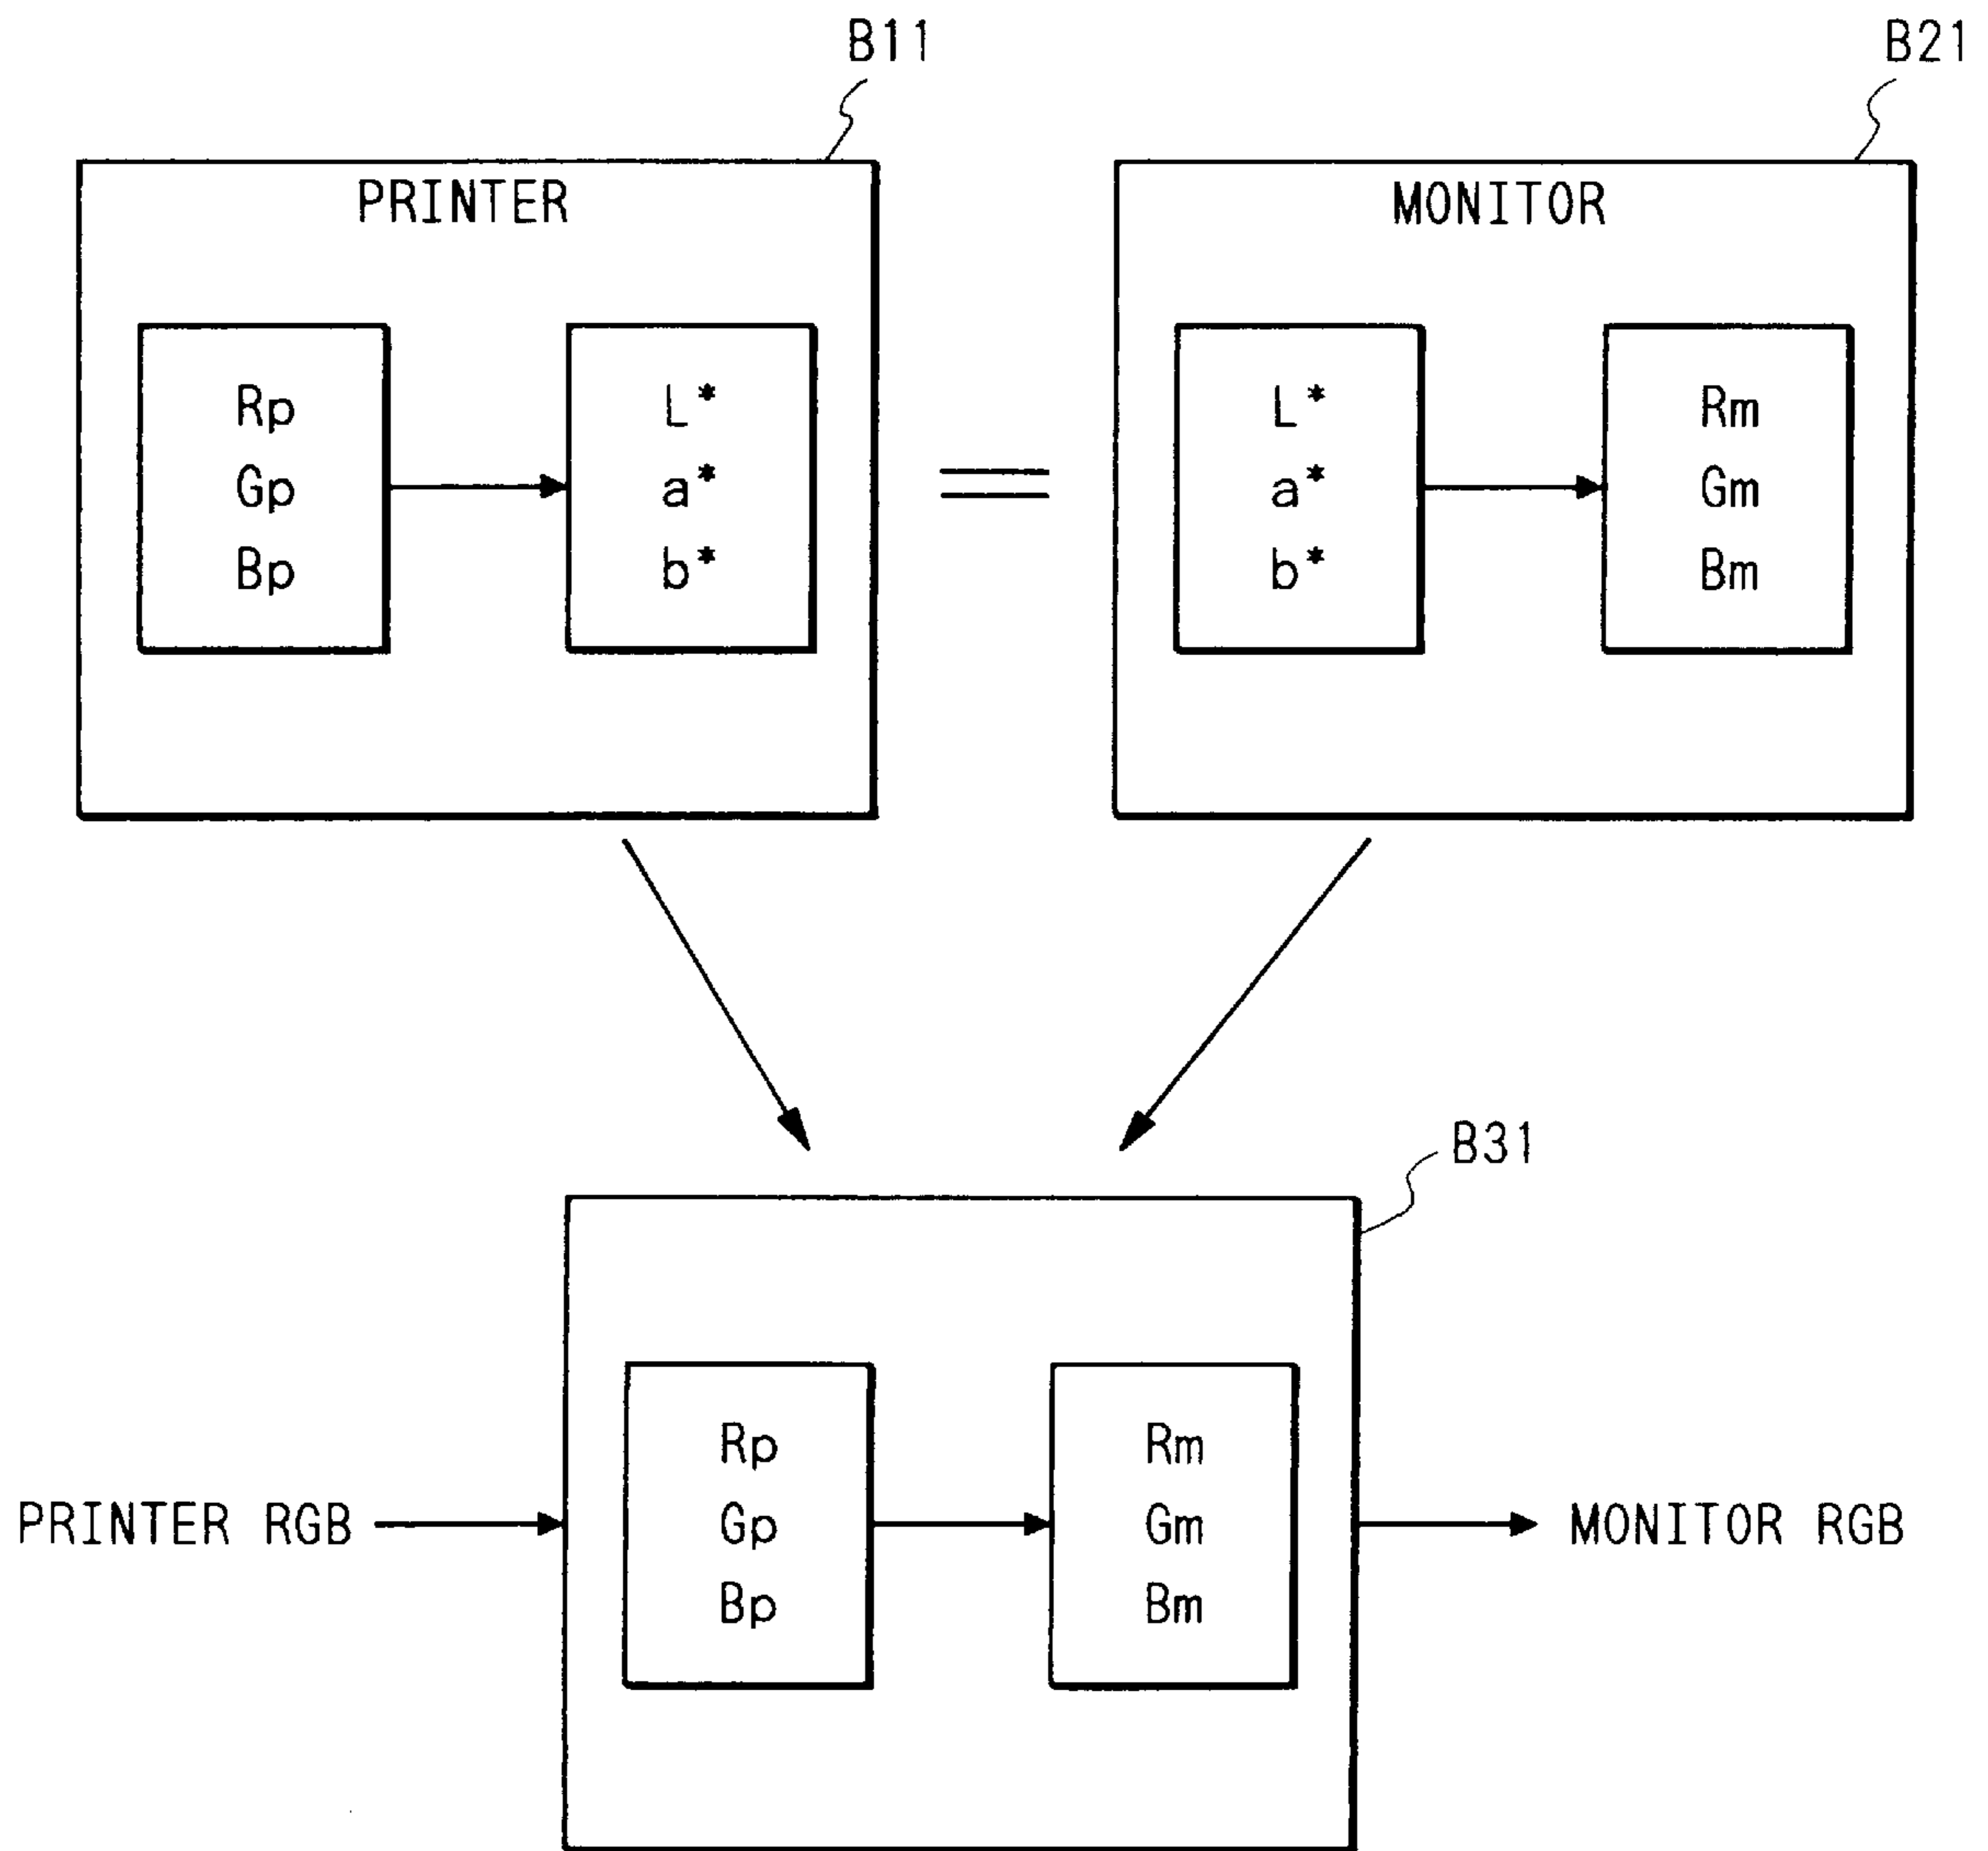 B11
B21
PRINTER
MONITOR
Rp
Gp
Bp
L*
a*
b*
L*
a*
b*
Rm
Gm
Bm
B31
Rp
Gp
Bp
Rm
Gm
Bm
PRINTER RGB
MONITOR RGB